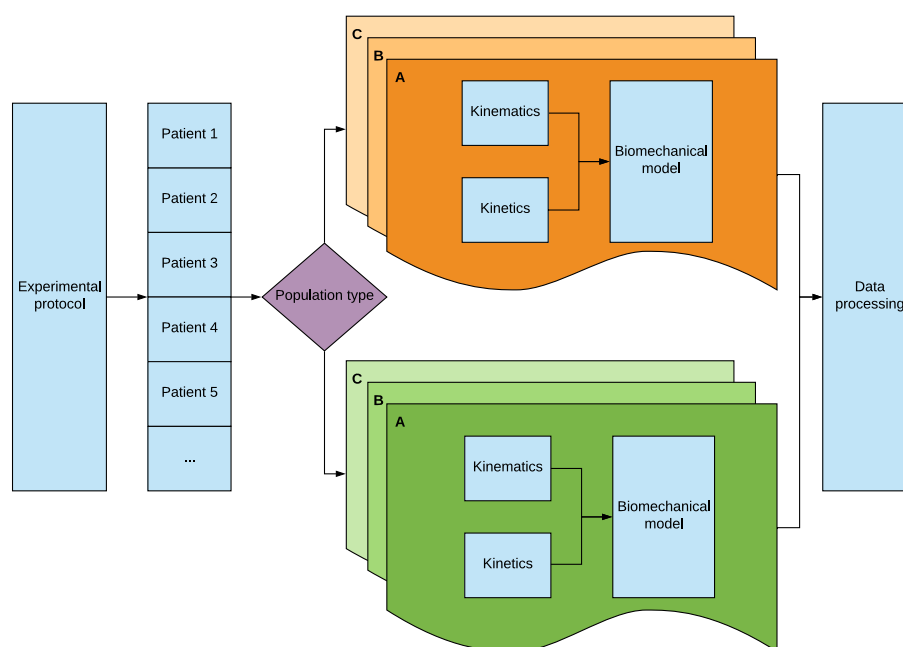 Experimental
protocol
Patient 1
Patient 2
Patient 3
Patient 4
Patient 5
...
Population type
C
B
A
Kinematics
Kinetics
Biomechanical
model
C
B
A
Kinematics
Kinetics
Biomechanical
model
Data
processing